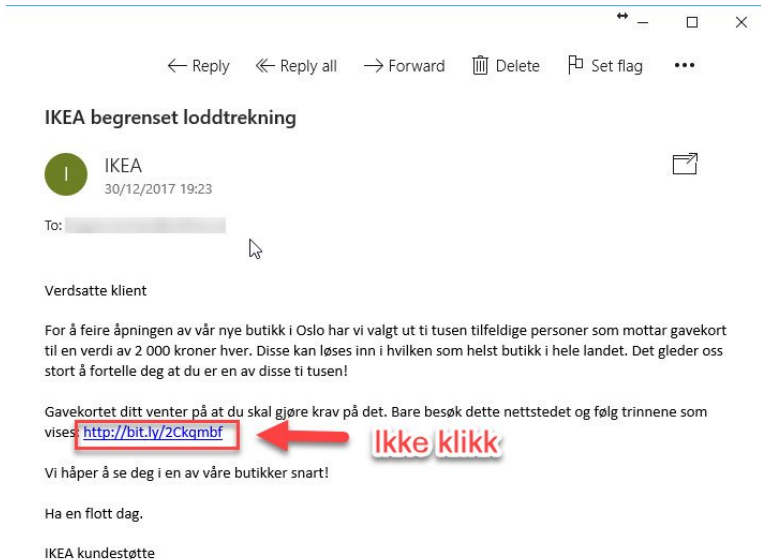 Reply Reply all Forward Delete Set flag
IKEA begrenset loddtrekning
I
IKEA
30/12/2017 19:23
To:
Verdsatte klient
For å feire åpningen av vår nye butikk i Oslo har vi valgt ut ti tusen tilfeldige personer som mottar gavekort
til en verdi av 2 000 kroner hver. Disse kan løses inn i hvilken som helst butikk i hele landet. Det gleder oss
stort å fortelle deg at du er en av disse ti tusen!
Gavekortet ditt venter på at du skal gjøre krav på det. Bare besøk dette nettstedet og følg trinnene som
vises: http://bit.ly/2Ckqmbf Ikke klikk
Vi håper å se deg i en av våre butikker snart!
Ha en flott dag.
IKEA kundestøtte